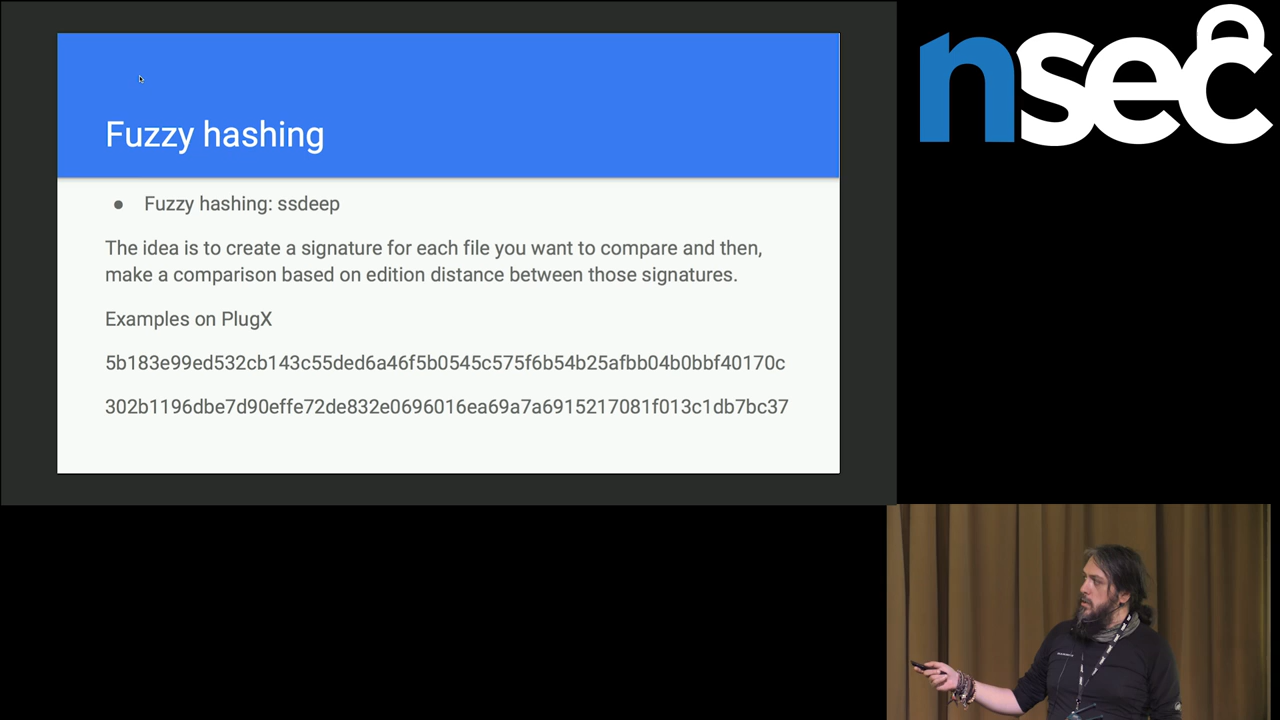 nsec
Fuzzy hashing
● Fuzzy hashing: ssdeep
The idea is to create a signature for each file you want to compare and then,
make a comparison based on edition distance between those signatures.
Examples on PlugX
5b183e99ed532cb143c55ded6a46f5b0545c575f6b54b25afbb04b0bbf40170c
302b1196dbe7d90effe72de832e0696016ea69a7a6915217081f013c1db7bc37